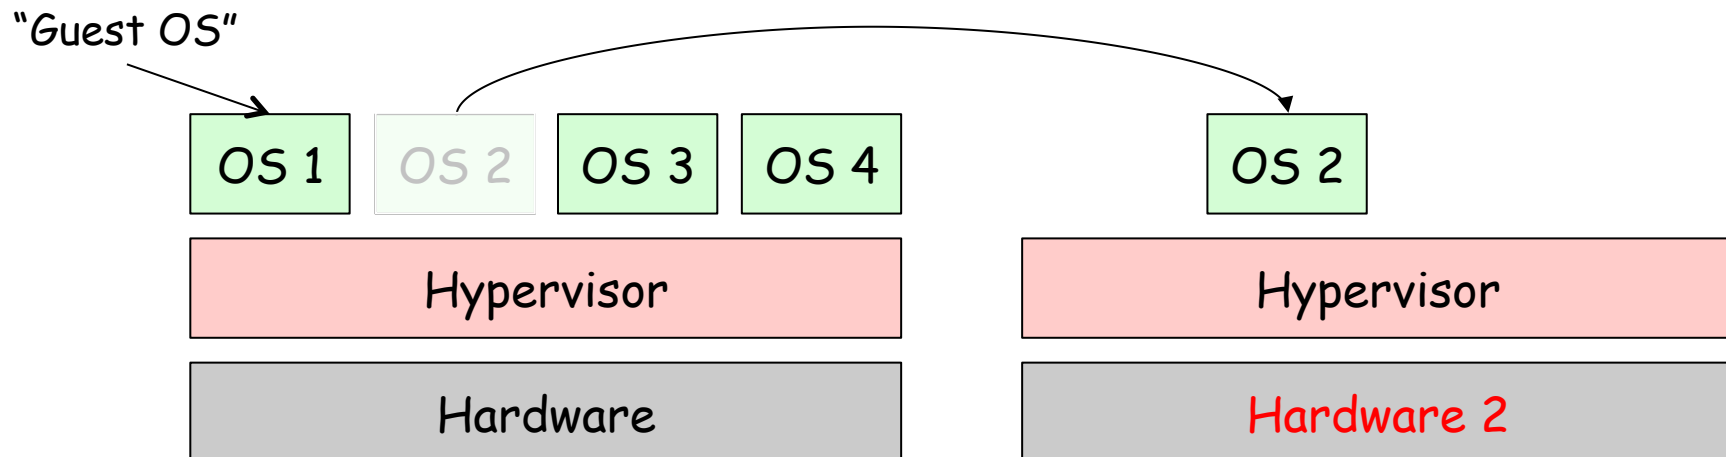 “Guest OS”
OS 1 OS 2 OS 3 OS 4 OS 2
Hypervisor Hypervisor
Hardware Hardware 2